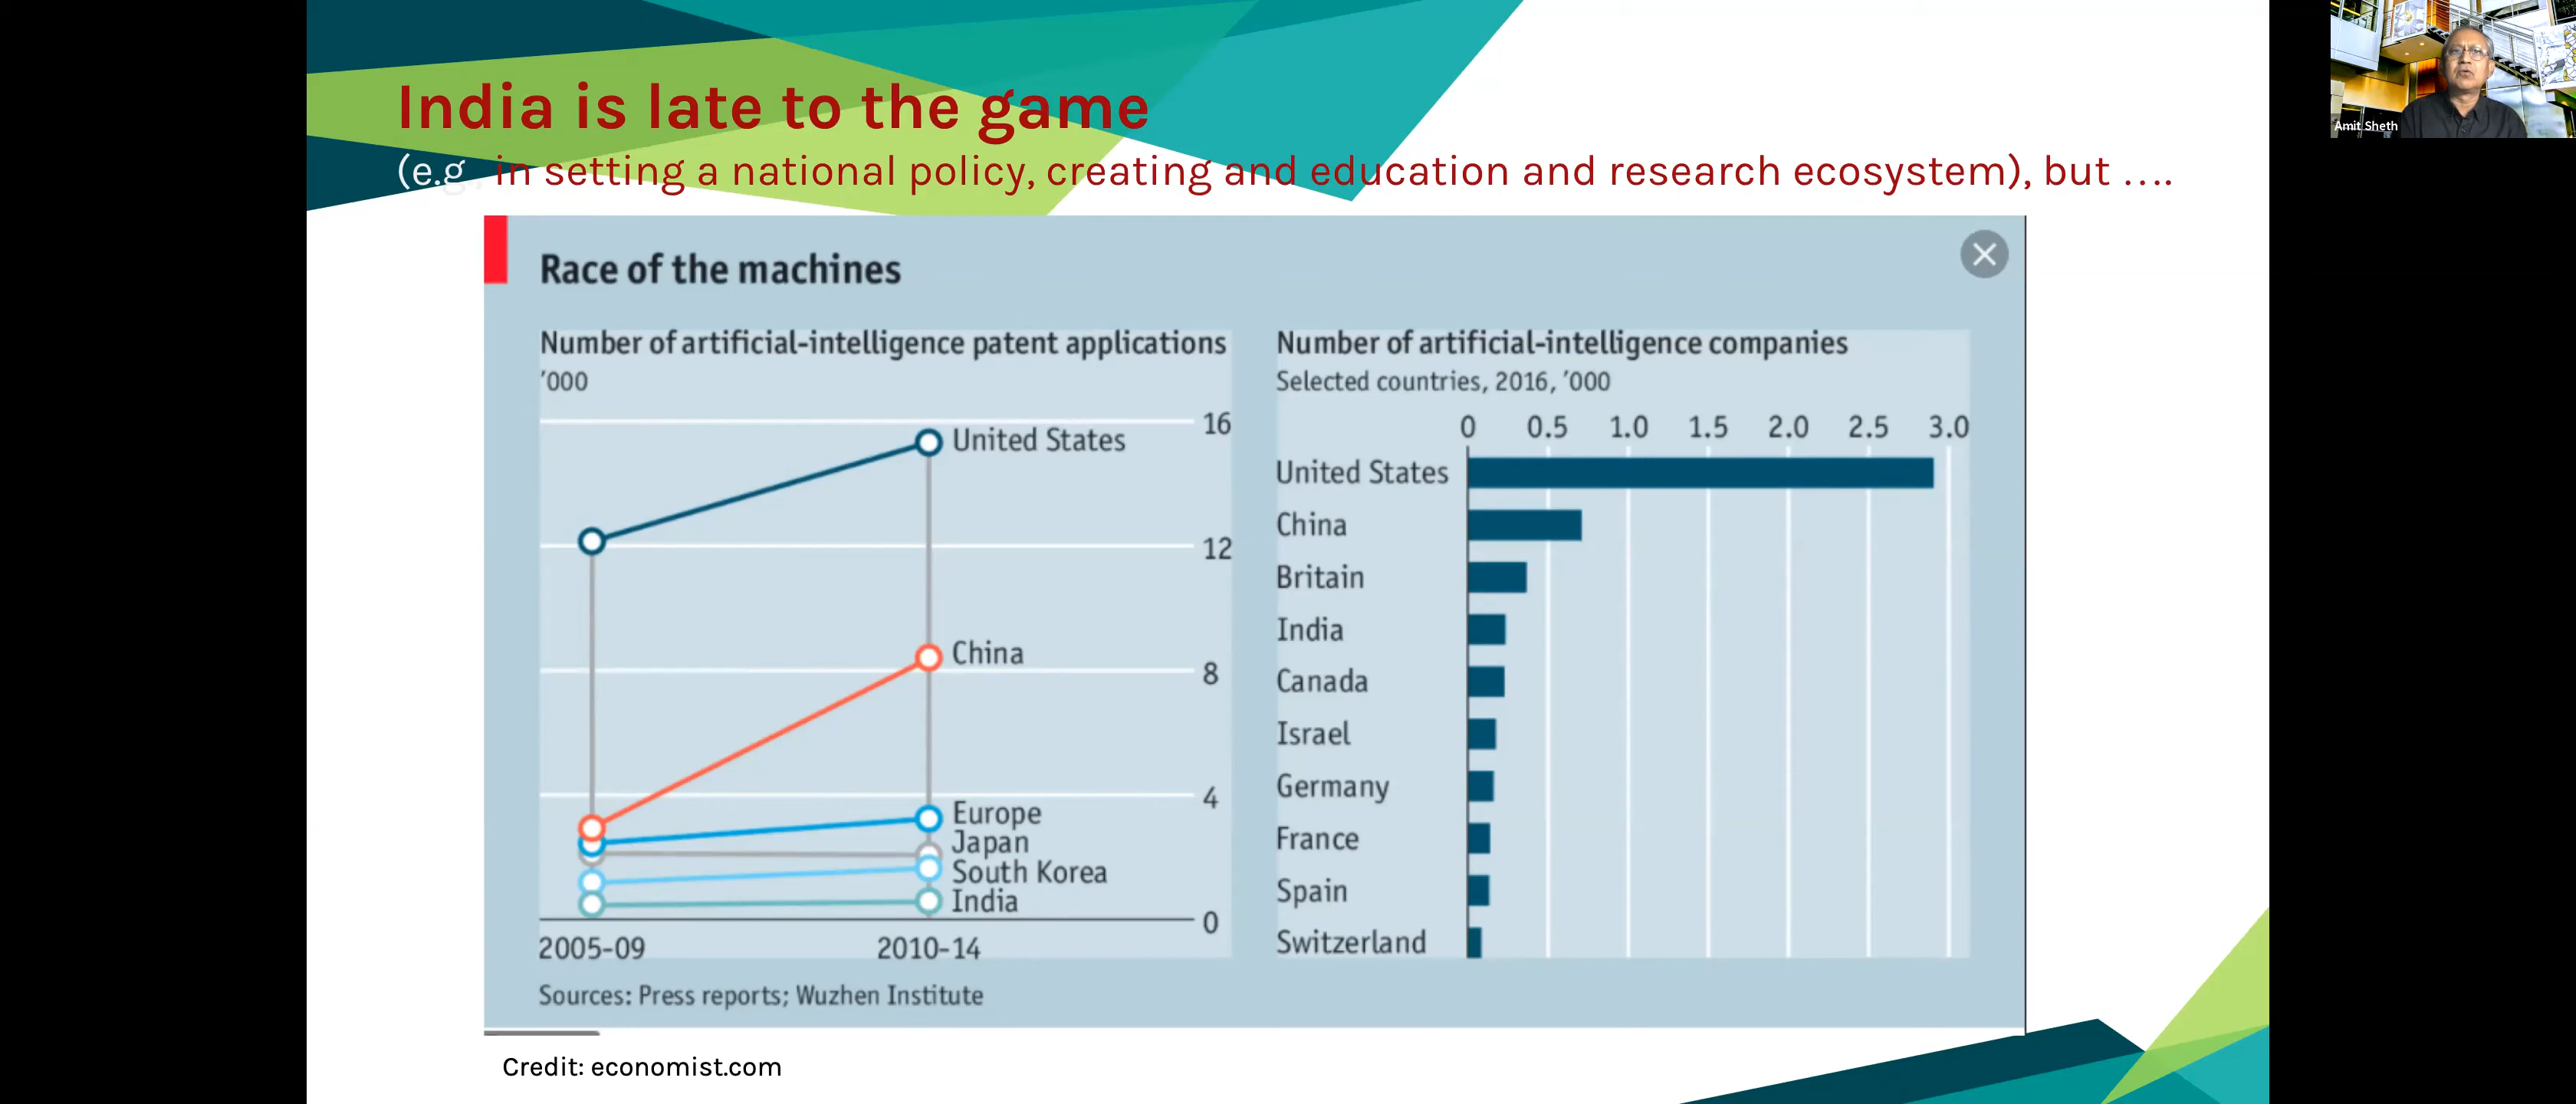 India is late to the game
(e.g., in setting a national policy, creating and education and research ecosystem), but ....
Amit Sheth
Race of the machines
Number of artificial-intelligence patent applications
'000
16
12
8
4
0
United States
China
Europe
Japan
South Korea
India
2005-09
2010-14
Number of artificial-intelligence companies
Selected countries, 2016, '000
0 0.5 1.0 1.5 2.0 2.5 3.0
United States
China
Britain
India
Canada
Israel
Germany
France
Spain
Switzerland
Sources: Press reports; Wuzhen Institute
Credit: economist.com